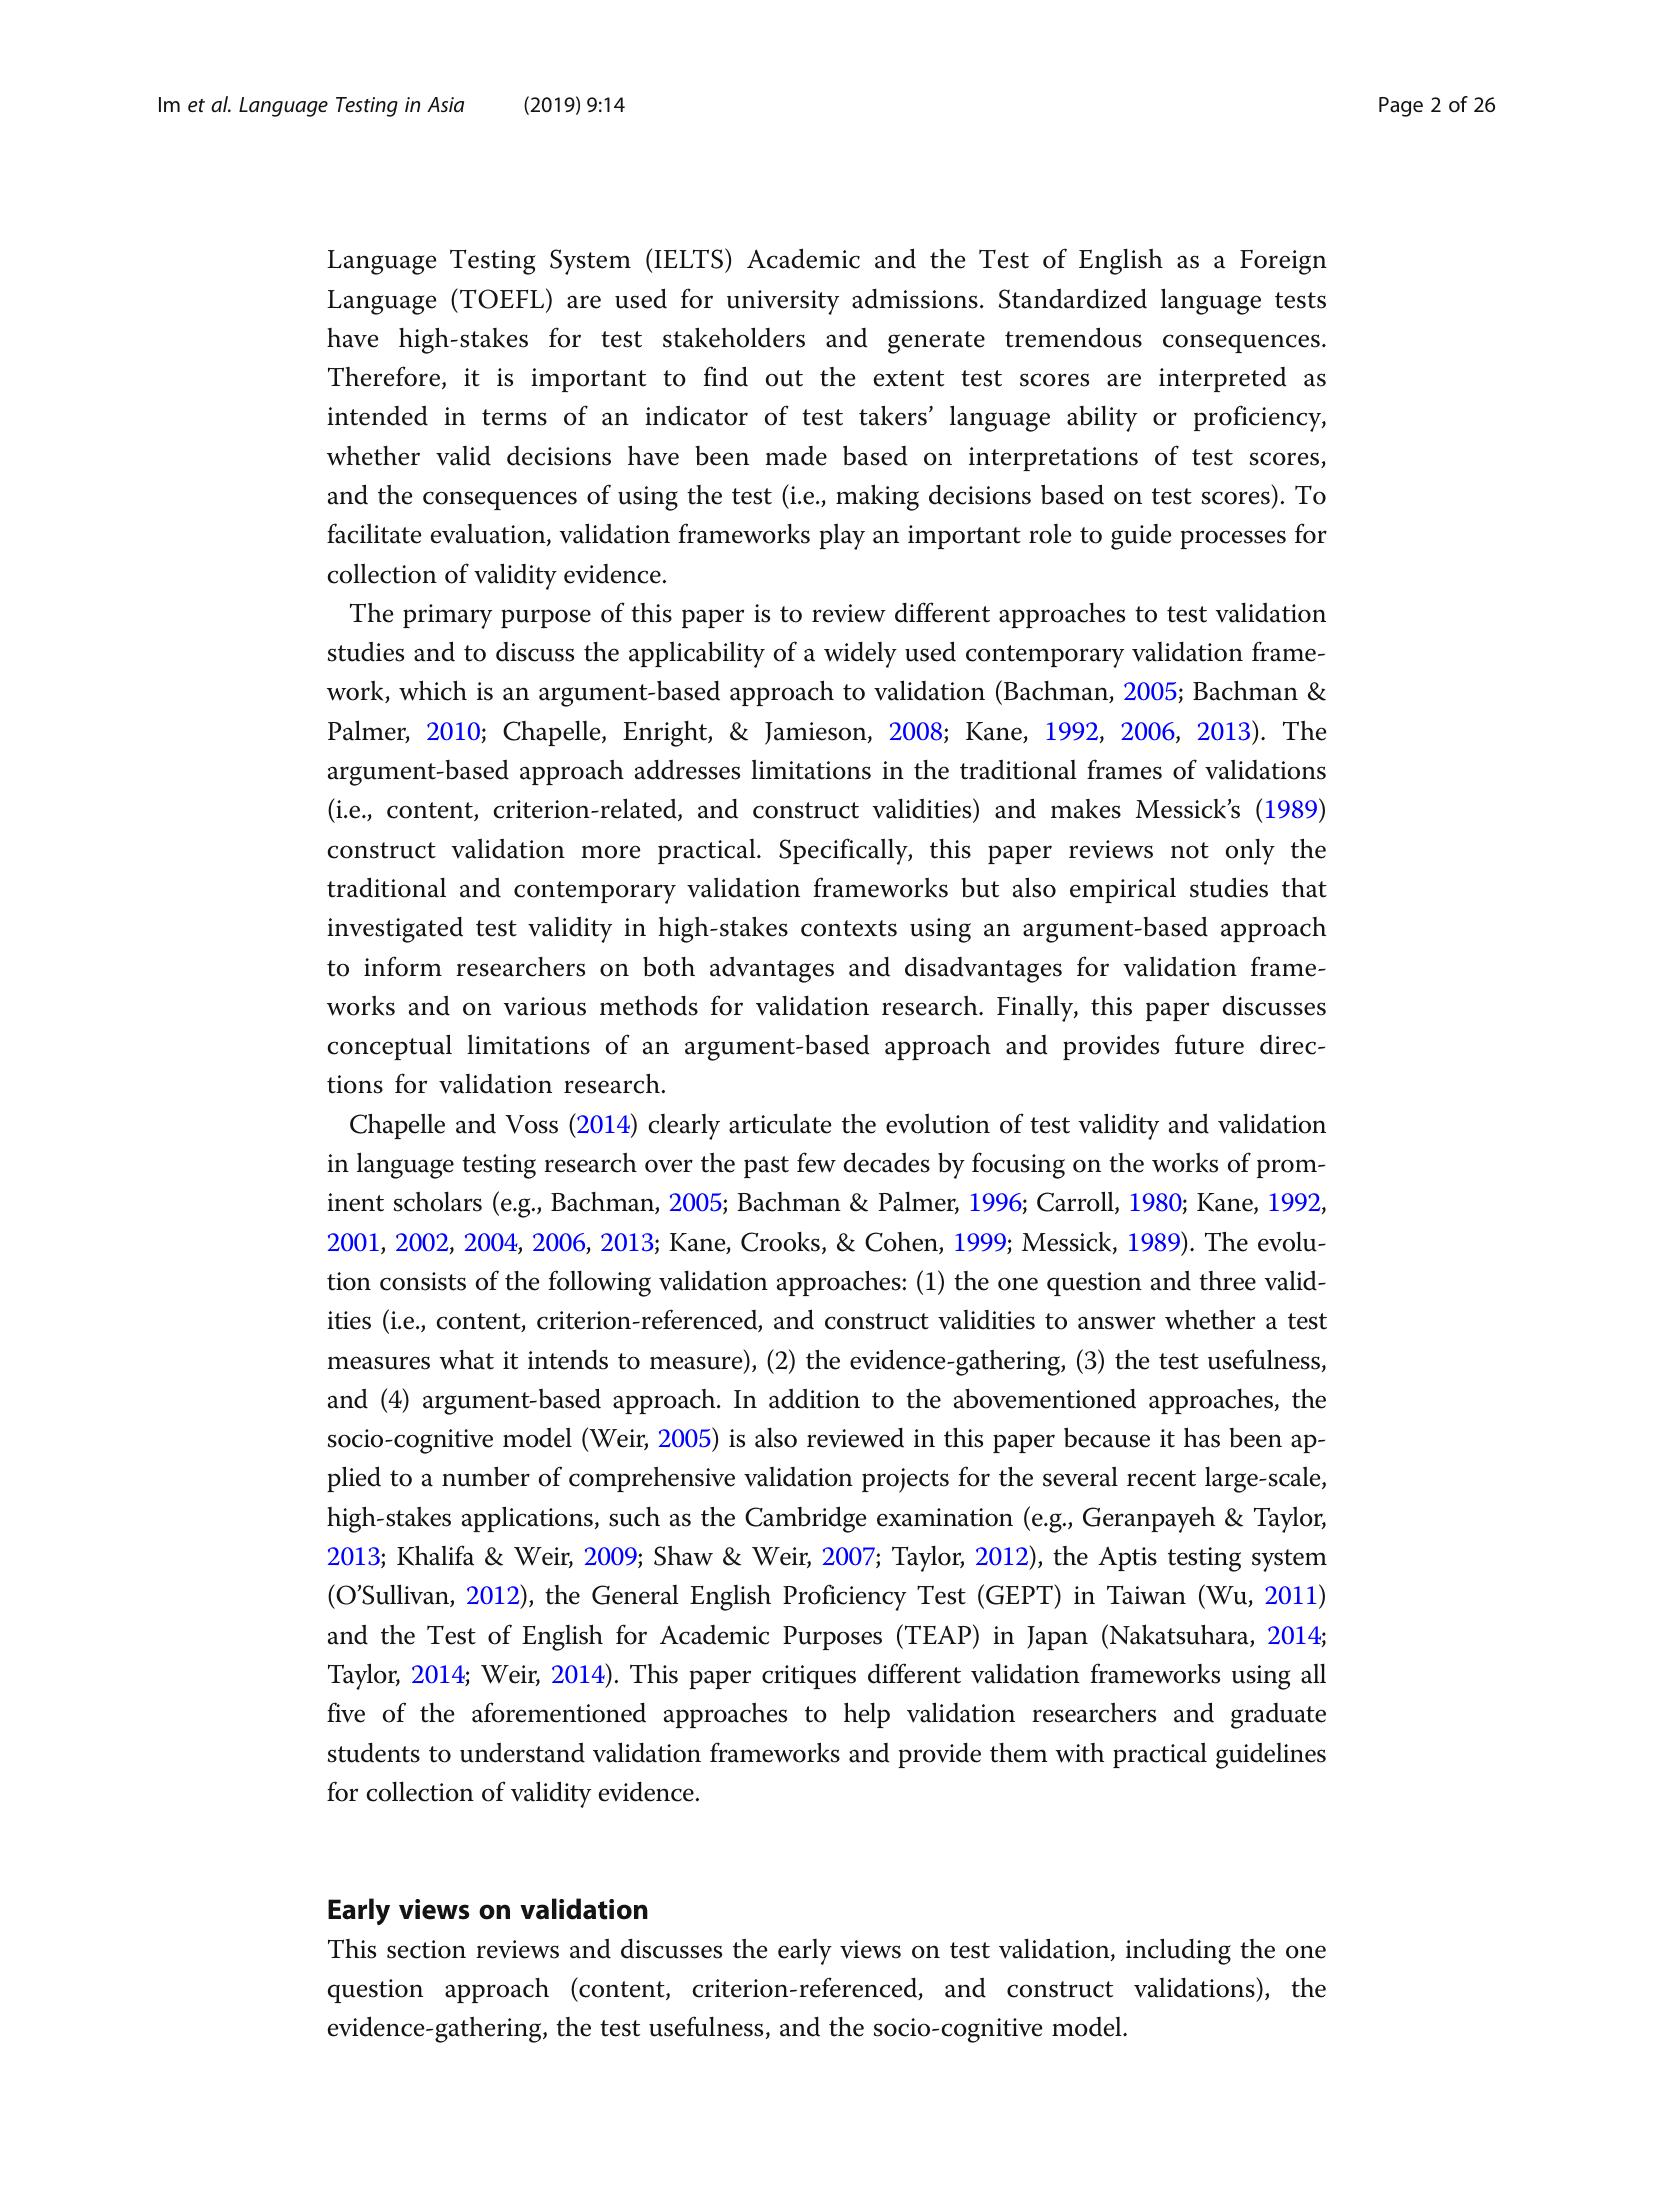 Im et al. Language Testing in Asia (2019) 9:14 Page 2 of 26
Language Testing System (IELTS) Academic and the Test of English as a Foreign
Language (TOEFL) are used for university admissions. Standardized language tests
have high-stakes for test stakeholders and generate tremendous consequences.
Therefore, it is important to find out the extent test scores are interpreted as
intended in terms of an indicator of test takers’ language ability or proficiency,
whether valid decisions have been made based on interpretations of test scores,
and the consequences of using the test (i.e., making decisions based on test scores). To
facilitate evaluation, validation frameworks play an important role to guide processes for
collection of validity evidence.
The primary purpose of this paper is to review different approaches to test validation
studies and to discuss the applicability of a widely used contemporary validation frame-
work, which is an argument-based approach to validation (Bachman, 2005; Bachman &
Palmer, 2010; Chapelle, Enright, & Jamieson, 2008; Kane, 1992, 2006, 2013). The
argument-based approach addresses limitations in the traditional frames of validations
(i.e., content, criterion-related, and construct validities) and makes Messick’s (1989)
construct validation more practical. Specifically, this paper reviews not only the
traditional and contemporary validation frameworks but also empirical studies that
investigated test validity in high-stakes contexts using an argument-based approach
to inform researchers on both advantages and disadvantages for validation frame-
works and on various methods for validation research. Finally, this paper discusses
conceptual limitations of an argument-based approach and provides future direc-
tions for validation research.
Chapelle and Voss (2014) clearly articulate the evolution of test validity and validation
in language testing research over the past few decades by focusing on the works of prom-
inent scholars (e.g., Bachman, 2005; Bachman & Palmer, 1996; Carroll, 1980; Kane, 1992,
2001, 2002, 2004, 2006, 2013; Kane, Crooks, & Cohen, 1999; Messick, 1989). The evolu-
tion consists of the following validation approaches: (1) the one question and three valid-
ities (i.e., content, criterion-referenced, and construct validities to answer whether a test
measures what it intends to measure), (2) the evidence-gathering, (3) the test usefulness,
and (4) argument-based approach. In addition to the abovementioned approaches, the
socio-cognitive model (Weir, 2005) is also reviewed in this paper because it has been ap-
plied to a number of comprehensive validation projects for the several recent large-scale,
high-stakes applications, such as the Cambridge examination (e.g., Geranpayeh & Taylor,
2013; Khalifa & Weir, 2009; Shaw & Weir, 2007; Taylor, 2012), the Aptis testing system
(O’Sullivan, 2012), the General English Proficiency Test (GEPT) in Taiwan (Wu, 2011)
and the Test of English for Academic Purposes (TEAP) in Japan (Nakatsuhara, 2014;
Taylor, 2014; Weir, 2014). This paper critiques different validation frameworks using all
five of the aforementioned approaches to help validation researchers and graduate
students to understand validation frameworks and provide them with practical guidelines
for collection of validity evidence.
Early views on validation
This section reviews and discusses the early views on test validation, including the one
question approach (content, criterion-referenced, and construct validations), the
evidence-gathering, the test usefulness, and the socio-cognitive model.